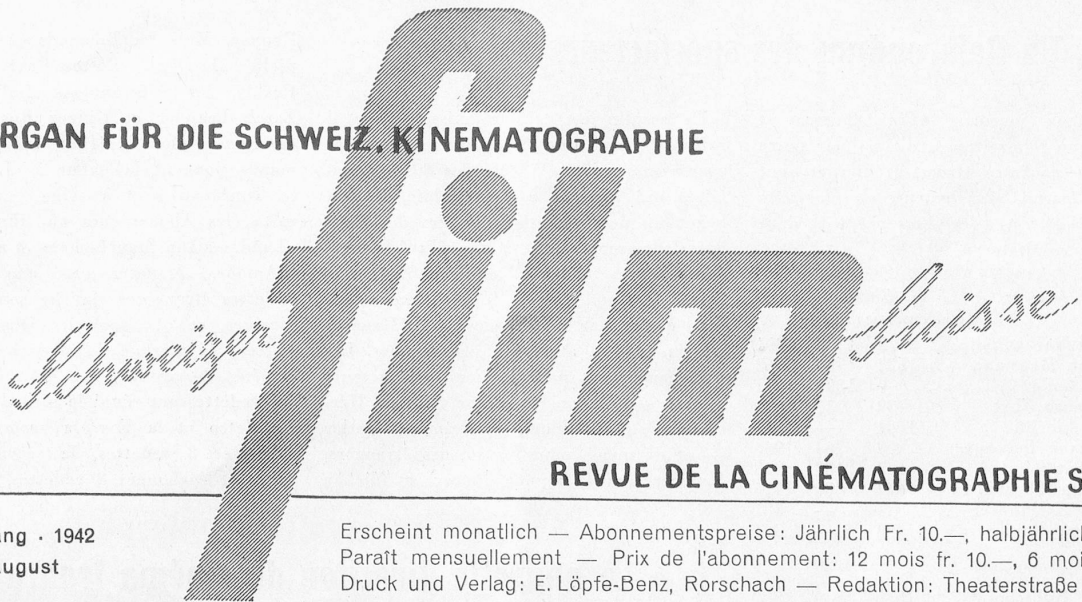 RGAN FÜR DIE SCHWEIZ. KINEMATOGRAPHIE
Schweizer film Suisse
REVUE DE LA CINÉMATOGRAPHIE S
ang · 1942
August
Erscheint monatlich — Abonnementspreise: Jährlich Fr. 10.—, halbjährlich
Paraît mensuellement — Prix de l'abonnement: 12 mois fr. 10.—, 6 moi
Druck und Verlag: E. Löpfe-Benz, Rorschach — Redaktion: Theaterstraße